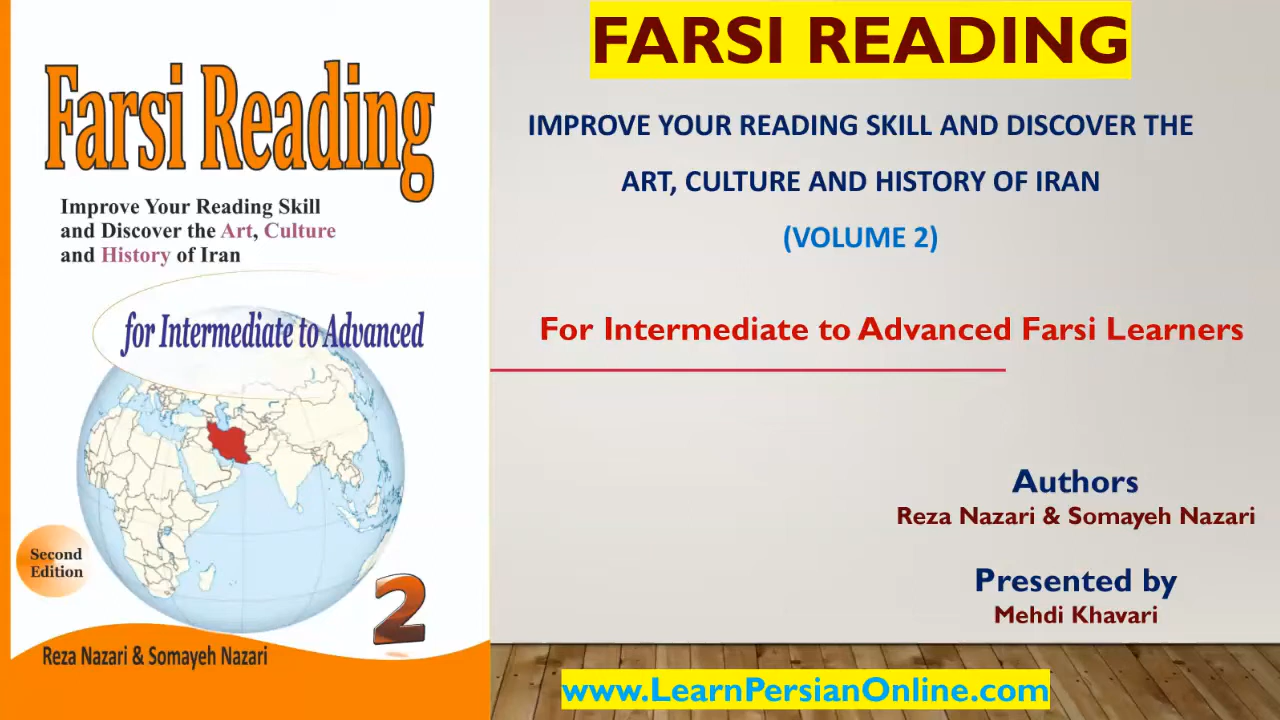 Farsi Reading
Improve Your Reading Skill
and Discover the Art, Culture
and History of Iran
for Intermediate to Advanced
Second
Edition
2
Reza Nazari & Somayeh Nazari
FARSI READING
IMPROVE YOUR READING SKILL AND DISCOVER THE
ART, CULTURE AND HISTORY OF IRAN
(VOLUME 2)
For Intermediate to Advanced Farsi Learners
Authors
Reza Nazari & Somayeh Nazari
Presented by
Mehdi Khavari
www.LearnPersianOnline.com